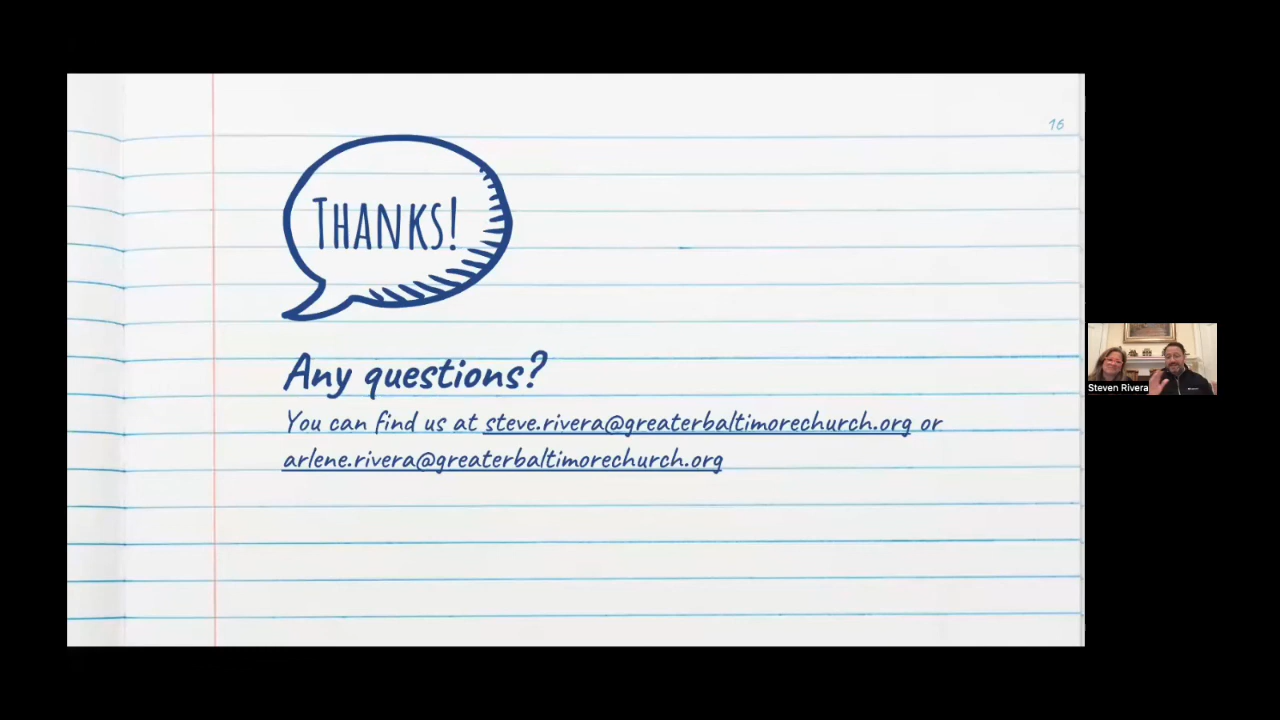 16
THANKS!
Any questions?
You can find us at steve.rivera@greaterbaltimorechurch.org or
arlene.rivera@greaterbaltimorechurch.org
Steven Rivera